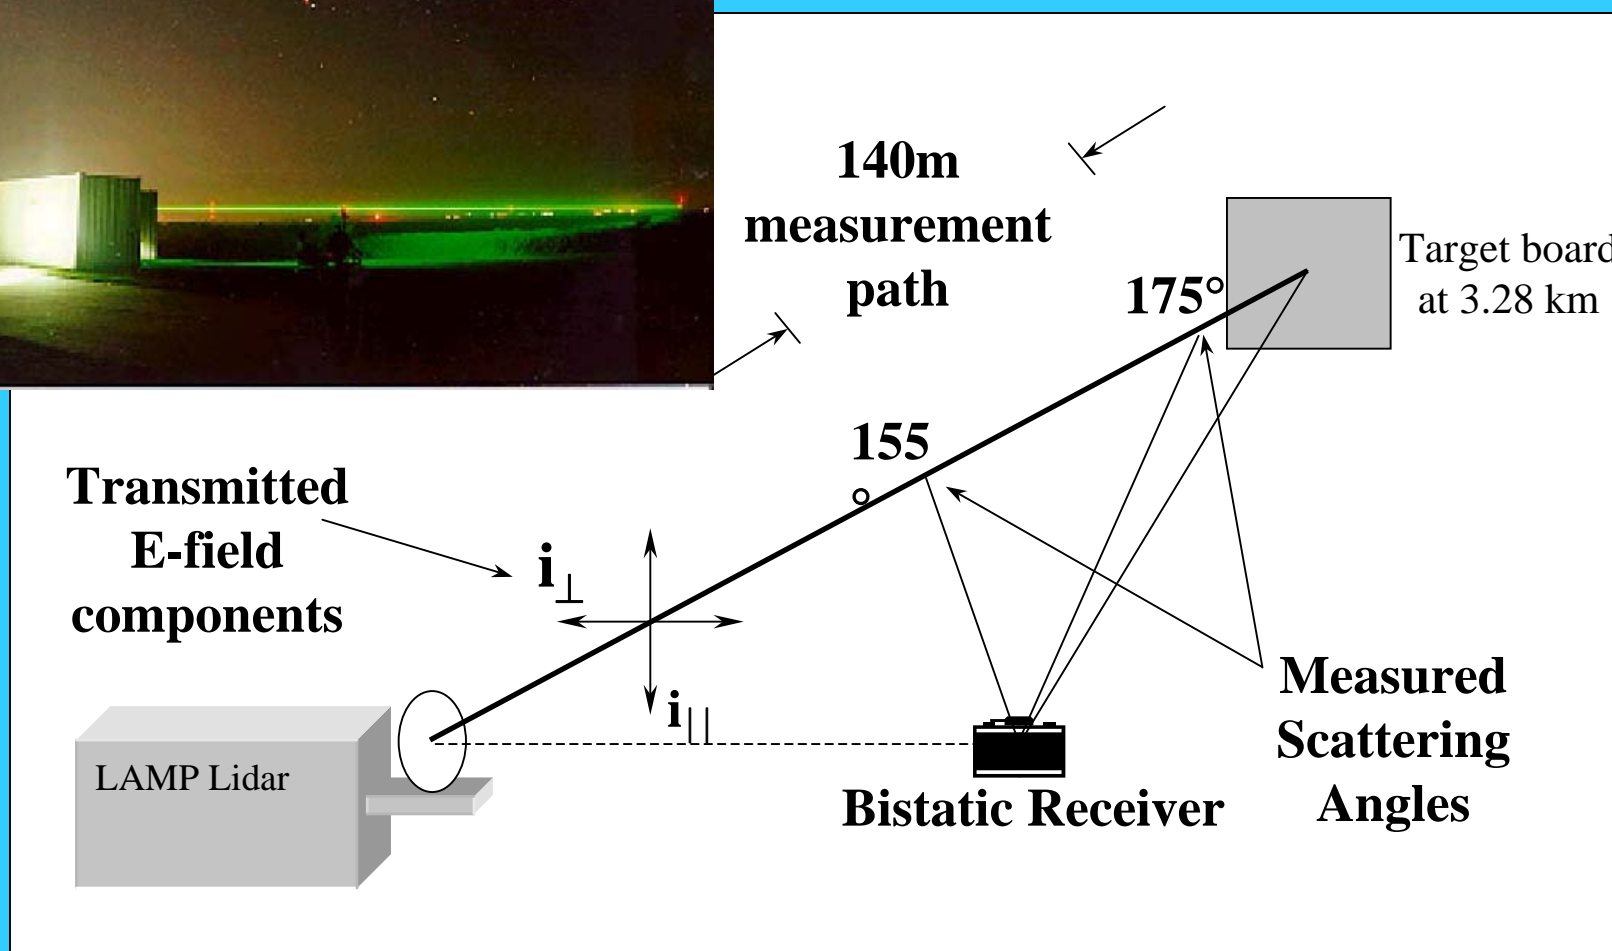 140m
measurement
path
175°
Target board
at 3.28 km
155
°
Transmitted
E-field
components
i⊥
i||
LAMP Lidar
Bistatic Receiver
Measured
Scattering
Angles